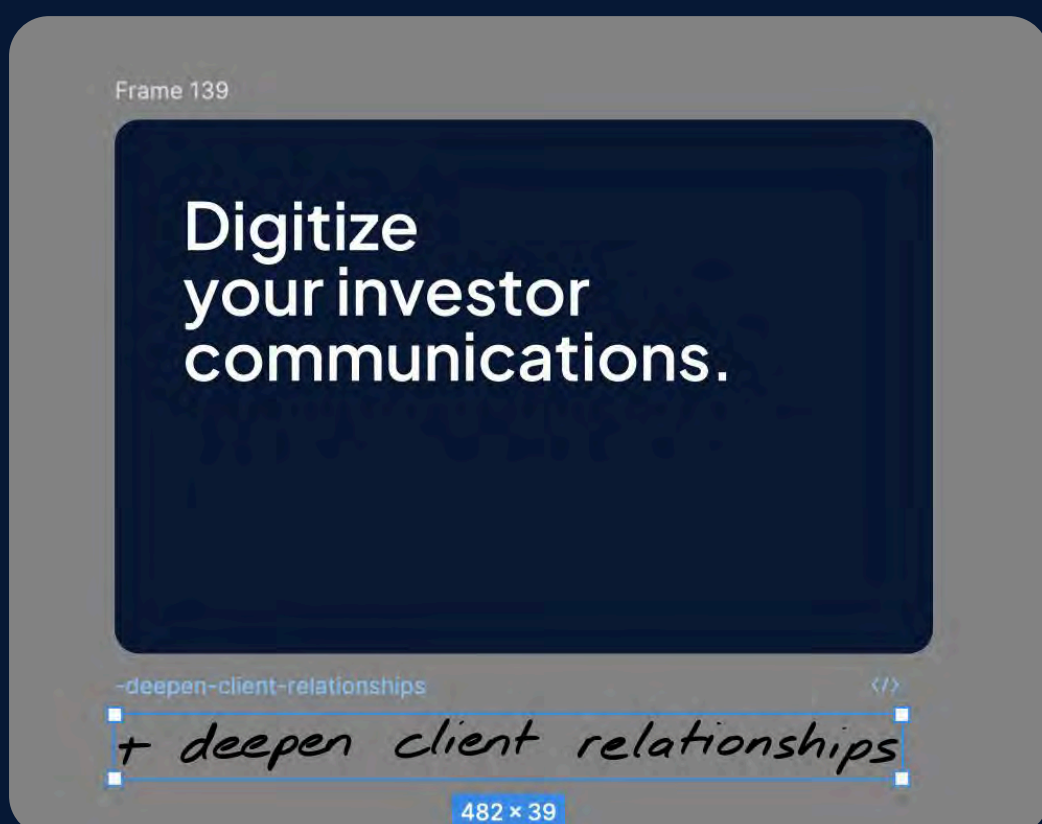 Frame 139
Digitize
your investor
communications.
-deepen-client-relationships </>
+ deepen client relationships
482 × 39